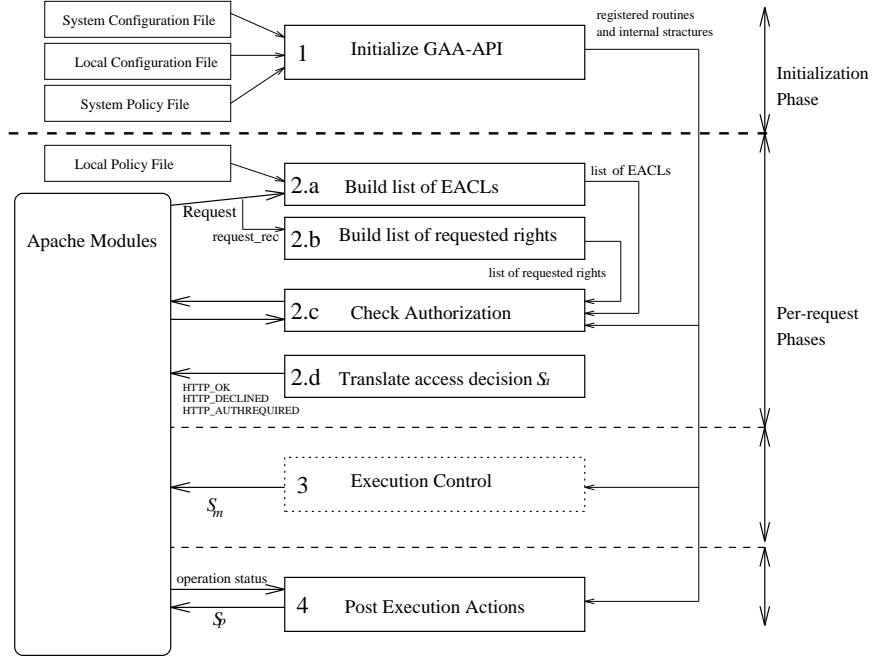 System Configuration File
Local Configuration File
System Policy File
1 Initialize GAA-API
registered routines
and internal stractures
Initialization
Phase
Local Policy File
2.a Build list of EACLs
list of EACLs
Request
Apache Modules
request_rec
2.b Build list of requested rights
list of requested rights
2.c Check Authorization
Per-request
Phases
2.d Translate access decision Sa
HTTP_OK
HTTP_DECLINED
HTTP_AUTHREQUIRED
3 Execution Control
Sm
operation status
4 Post Execution Actions
Sp